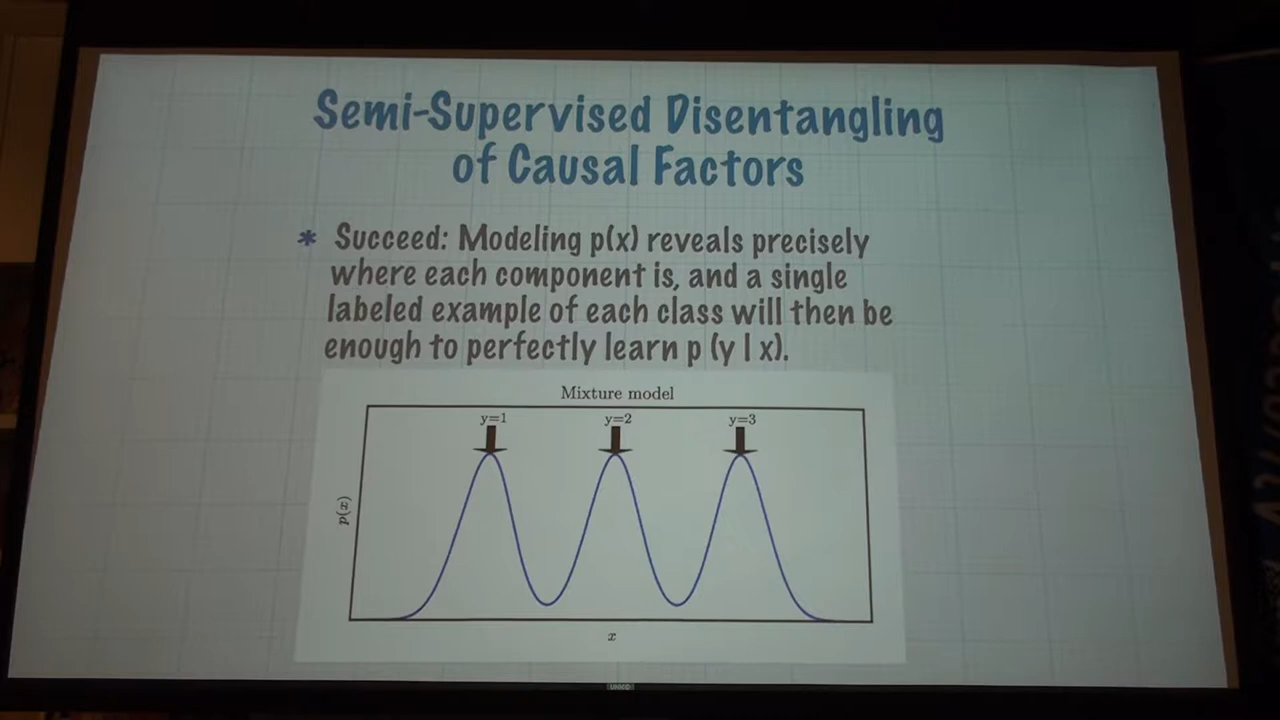 Semi-Supervised Disentangling
of Causal Factors
* Succeed: Modeling p(x) reveals precisely
where each component is, and a single
labeled example of each class will then be
enough to perfectly learn p (y | x).
Mixture model
y=1 y=2 y=3
p(x)
x